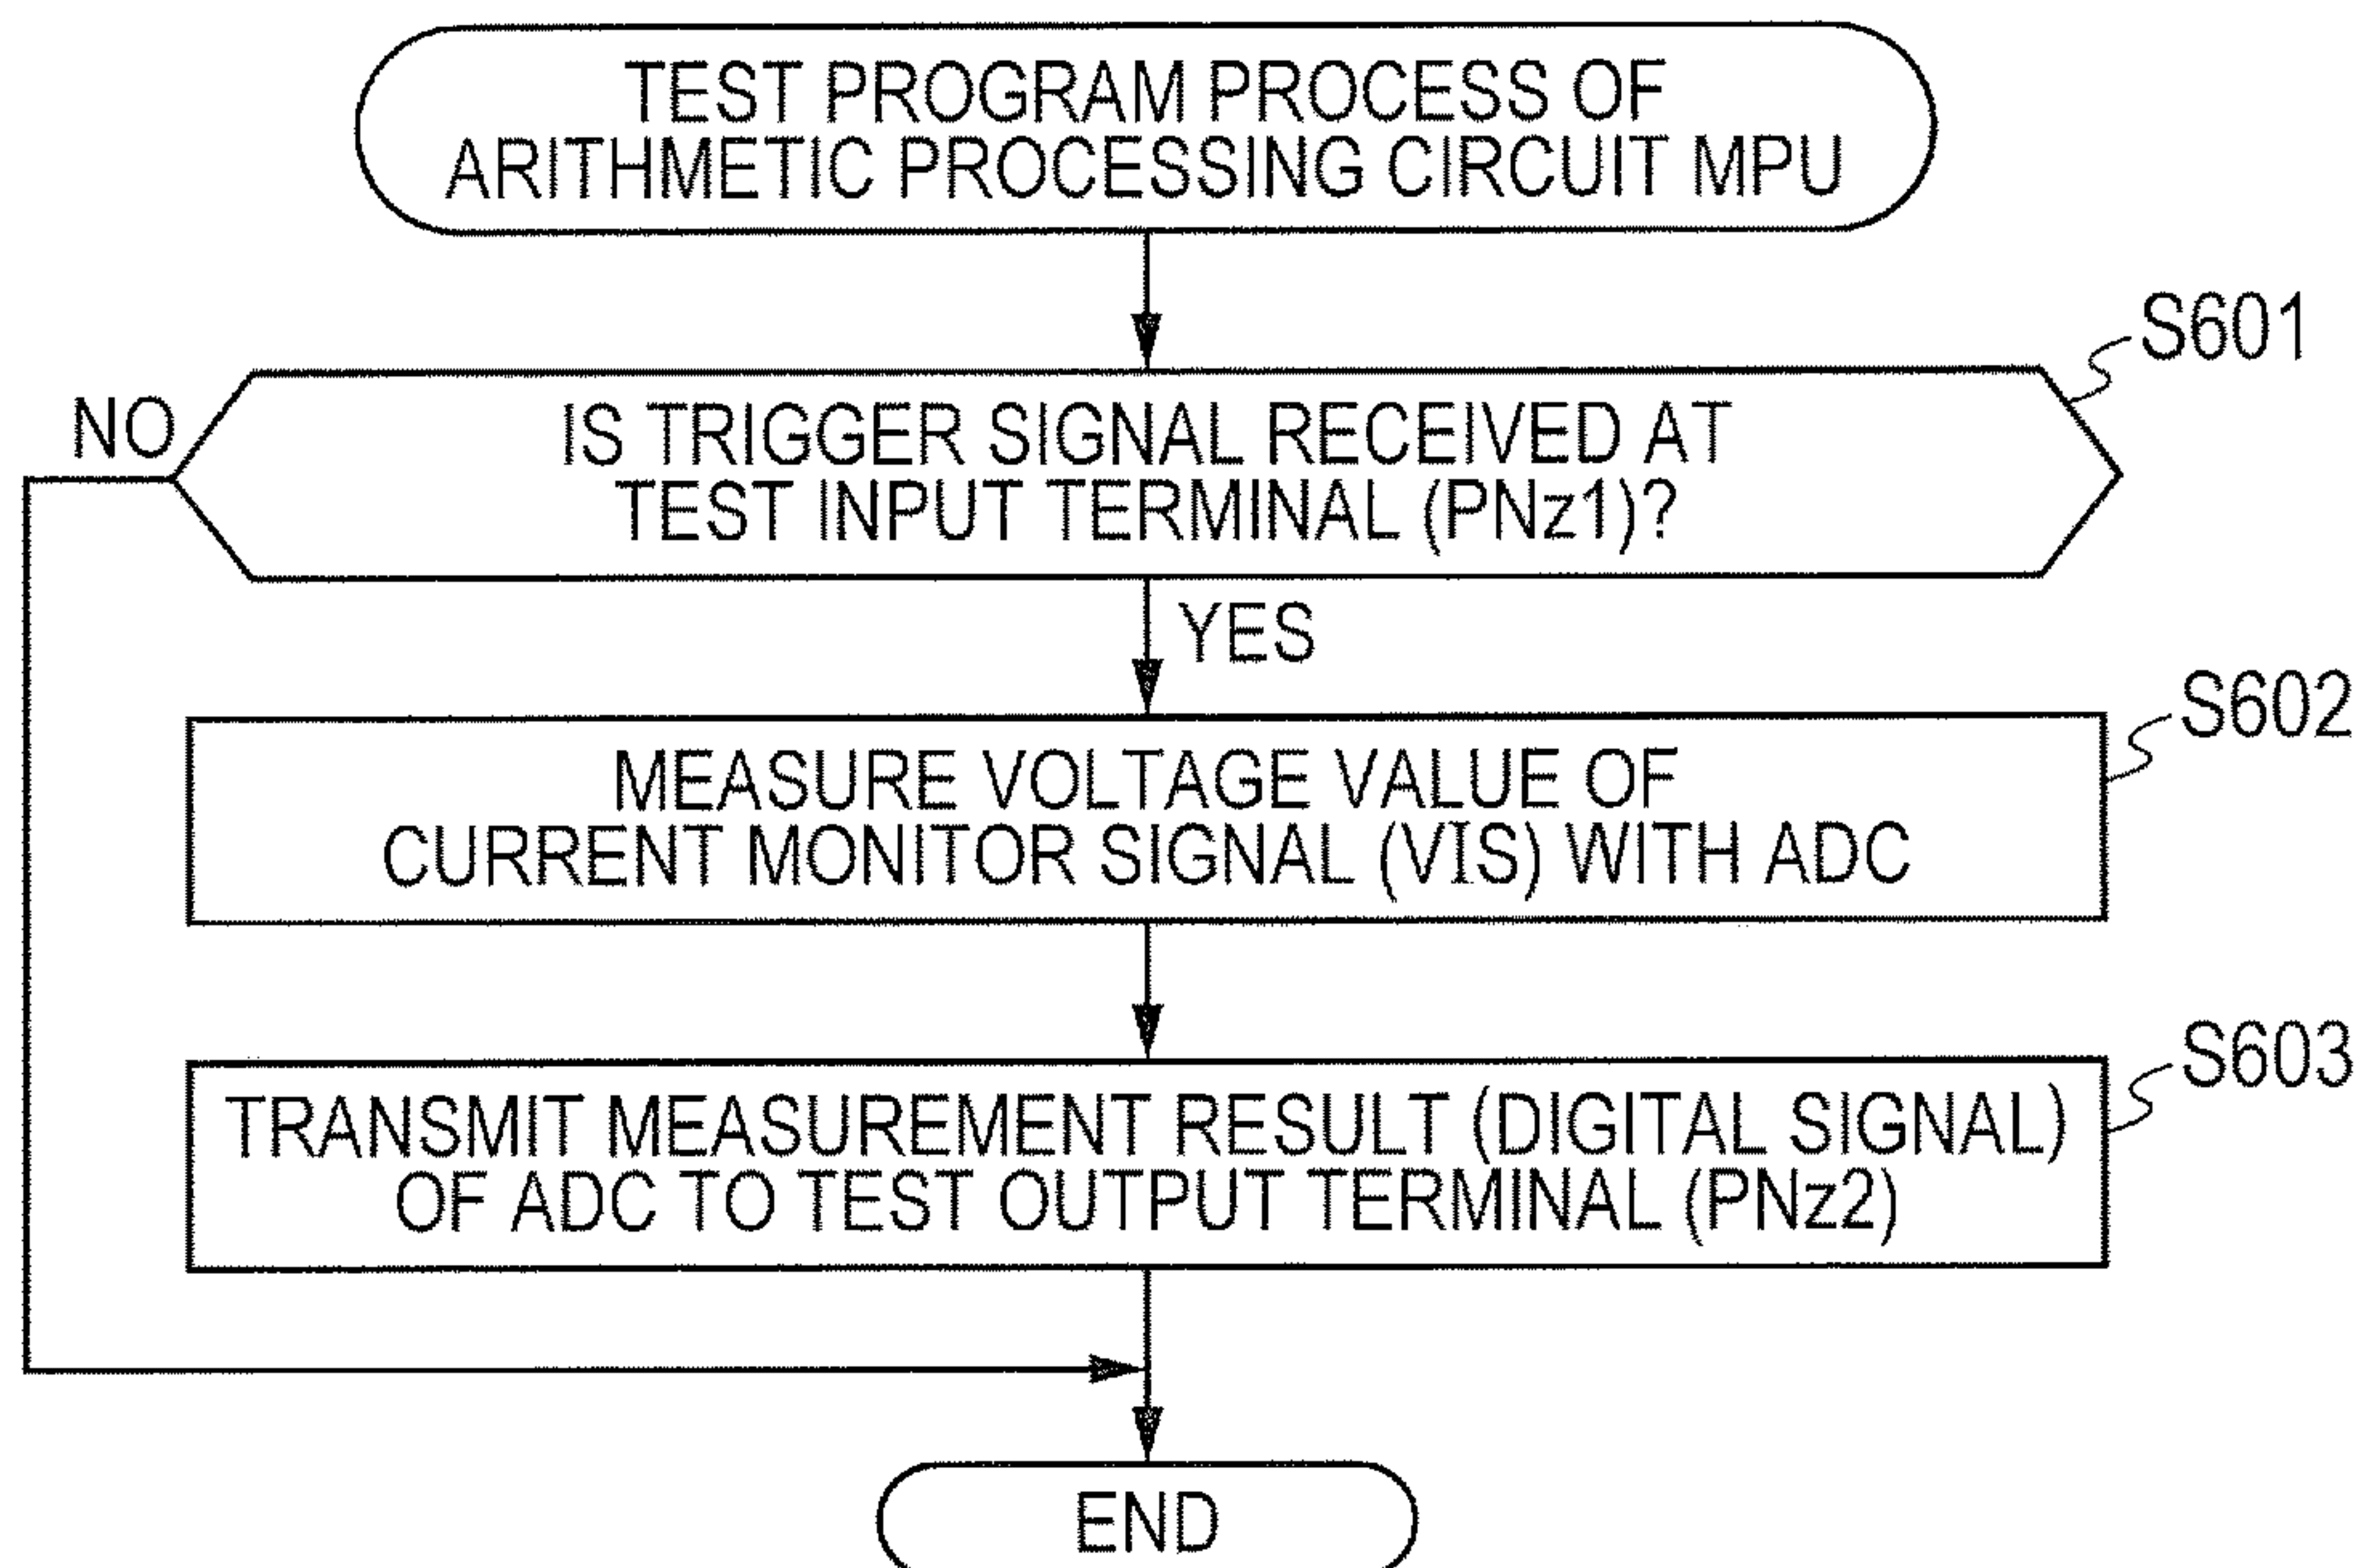 TEST PROGRAM PROCESS OF
ARITHMETIC PROCESSING CIRCUIT MPU
S601
NO
IS TRIGGER SIGNAL RECEIVED AT
TEST INPUT TERMINAL (PNz1)?
YES
S602
MEASURE VOLTAGE VALUE OF
CURRENT MONITOR SIGNAL (VIS) WITH ADC
S603
TRANSMIT MEASUREMENT RESULT (DIGITAL SIGNAL)
OF ADC TO TEST OUTPUT TERMINAL (PNz2)
END